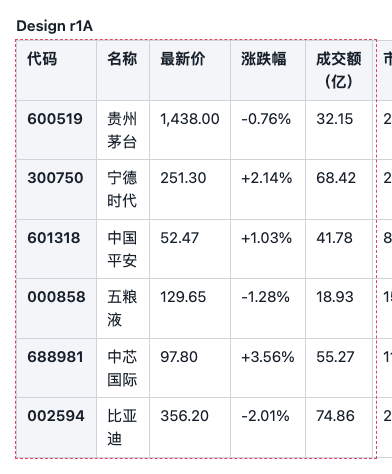 Design r1A
代码 名称 最新价 涨跌幅 成交额
（亿）
600519 贵州 1,438.00 -0.76% 32.15
茅台
300750 宁德 251.30 +2.14% 68.42
时代
601318 中国 52.47 +1.03% 41.78
平安
000858 五粮 129.65 -1.28% 18.93
液
688981 中芯 97.80 +3.56% 55.27
国际
002594 比亚 356.20 -2.01% 74.86
迪